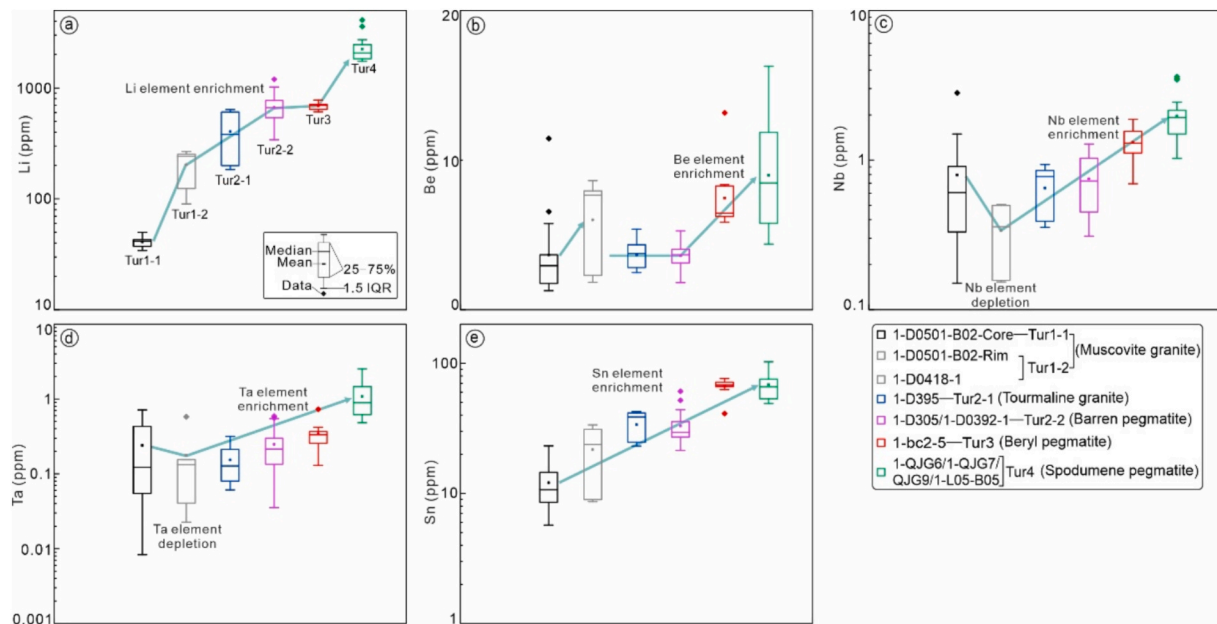 a
Li (ppm)
1000
100
10
Li element enrichment
Tur1-1
Tur1-2
Tur2-1
Tur2-2
Tur3
Tur4
Median
Mean
25–75%
Data
1.5 IQR
b
Be (ppm)
20
10
0
Be element
enrichment
c
Nb (ppm)
10
1
0.1
Nb element
enrichment
Nb element
depletion
d
Ta (ppm)
10
1
0.1
0.01
0.001
Ta element
enrichment
Ta element
depletion
e
Sn (ppm)
100
10
1
Sn element
enrichment
1-D0501-B02-Core—Tur1-1
(Muscovite granite)
1-D0501-B02-Rim
Tur1-2
1-D0418-1
1-D395—Tur2-1 (Tourmaline granite)
1-D305/1-D0392-1—Tur2-2 (Barren pegmatite)
1-bc2-5—Tur3 (Beryl pegmatite)
1-QJG6/1-QJG7/
QJG9/1-L05-B05
Tur4 (Spodumene pegmatite)